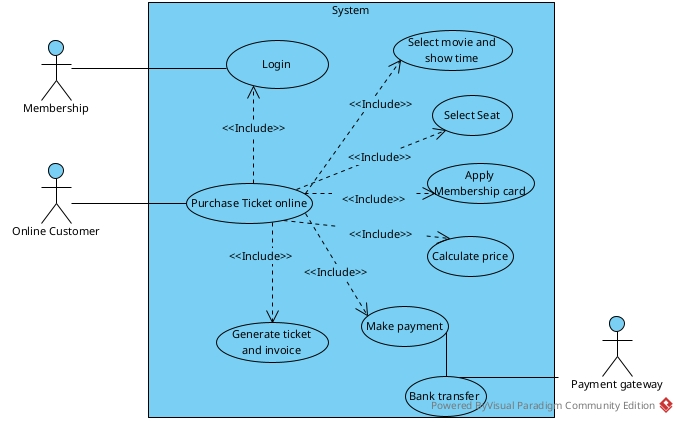 System
Select movie and
show time
Login
Membership
<<Include>>
<<Include>>
Select Seat
<<Include>>
Apply
Membership card
Purchase Ticket online
<<Include>>
Online Customer
<<Include>>
Calculate price
<<Include>>
<<Include>>
Make payment
Generate ticket
and invoice
Payment gateway
Bank transfer
Powered ByVisual Paradigm Community Edition